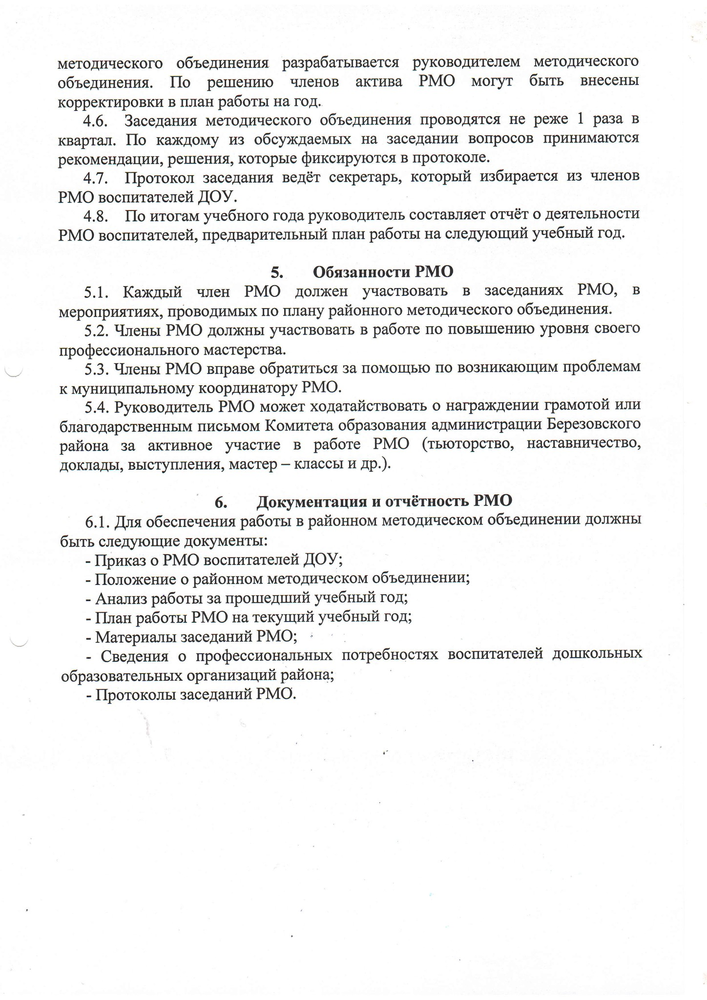 методического объединения разрабатывается руководителем методического
объединения. По решению членов актива РМО могут быть внесены
корректировки в план работы на год.
4.6. Заседания методического объединения проводятся не реже 1 раза в
квартал. По каждому из обсуждаемых на заседании вопросов принимаются
рекомендации, решения, которые фиксируются в протоколе.
4.7. Протокол заседания ведёт секретарь, который избирается из членов
РМО воспитателей ДОУ.
4.8. По итогам учебного года руководитель составляет отчёт о деятельности
РМО воспитателей, предварительный план работы на следующий учебный год.
5. Обязанности РМО
5.1. Каждый член РМО должен участвовать в заседаниях РМО, в
мероприятиях, проводимых по плану районного методического объединения.
5.2. Члены РМО должны участвовать в работе по повышению уровня своего
профессионального мастерства.
5.3. Члены РМО вправе обратиться за помощью по возникающим проблемам
к муниципальному координатору РМО.
5.4. Руководитель РМО может ходатайствовать о награждении грамотой или
благодарственным письмом Комитета образования администрации Березовского
района за активное участие в работе РМО (тьюторство, наставничество,
доклады, выступления, мастер – классы и др.).
6. Документация и отчётность РМО
6.1. Для обеспечения работы в районном методическом объединении должны
быть следующие документы:
- Приказ о РМО воспитателей ДОУ;
- Положение о районном методическом объединении;
- Анализ работы за прошедший учебный год;
- План работы РМО на текущий учебный год;
- Материалы заседаний РМО;
- Сведения о профессиональных потребностях воспитателей дошкольных
образовательных организаций района;
- Протоколы заседаний РМО.